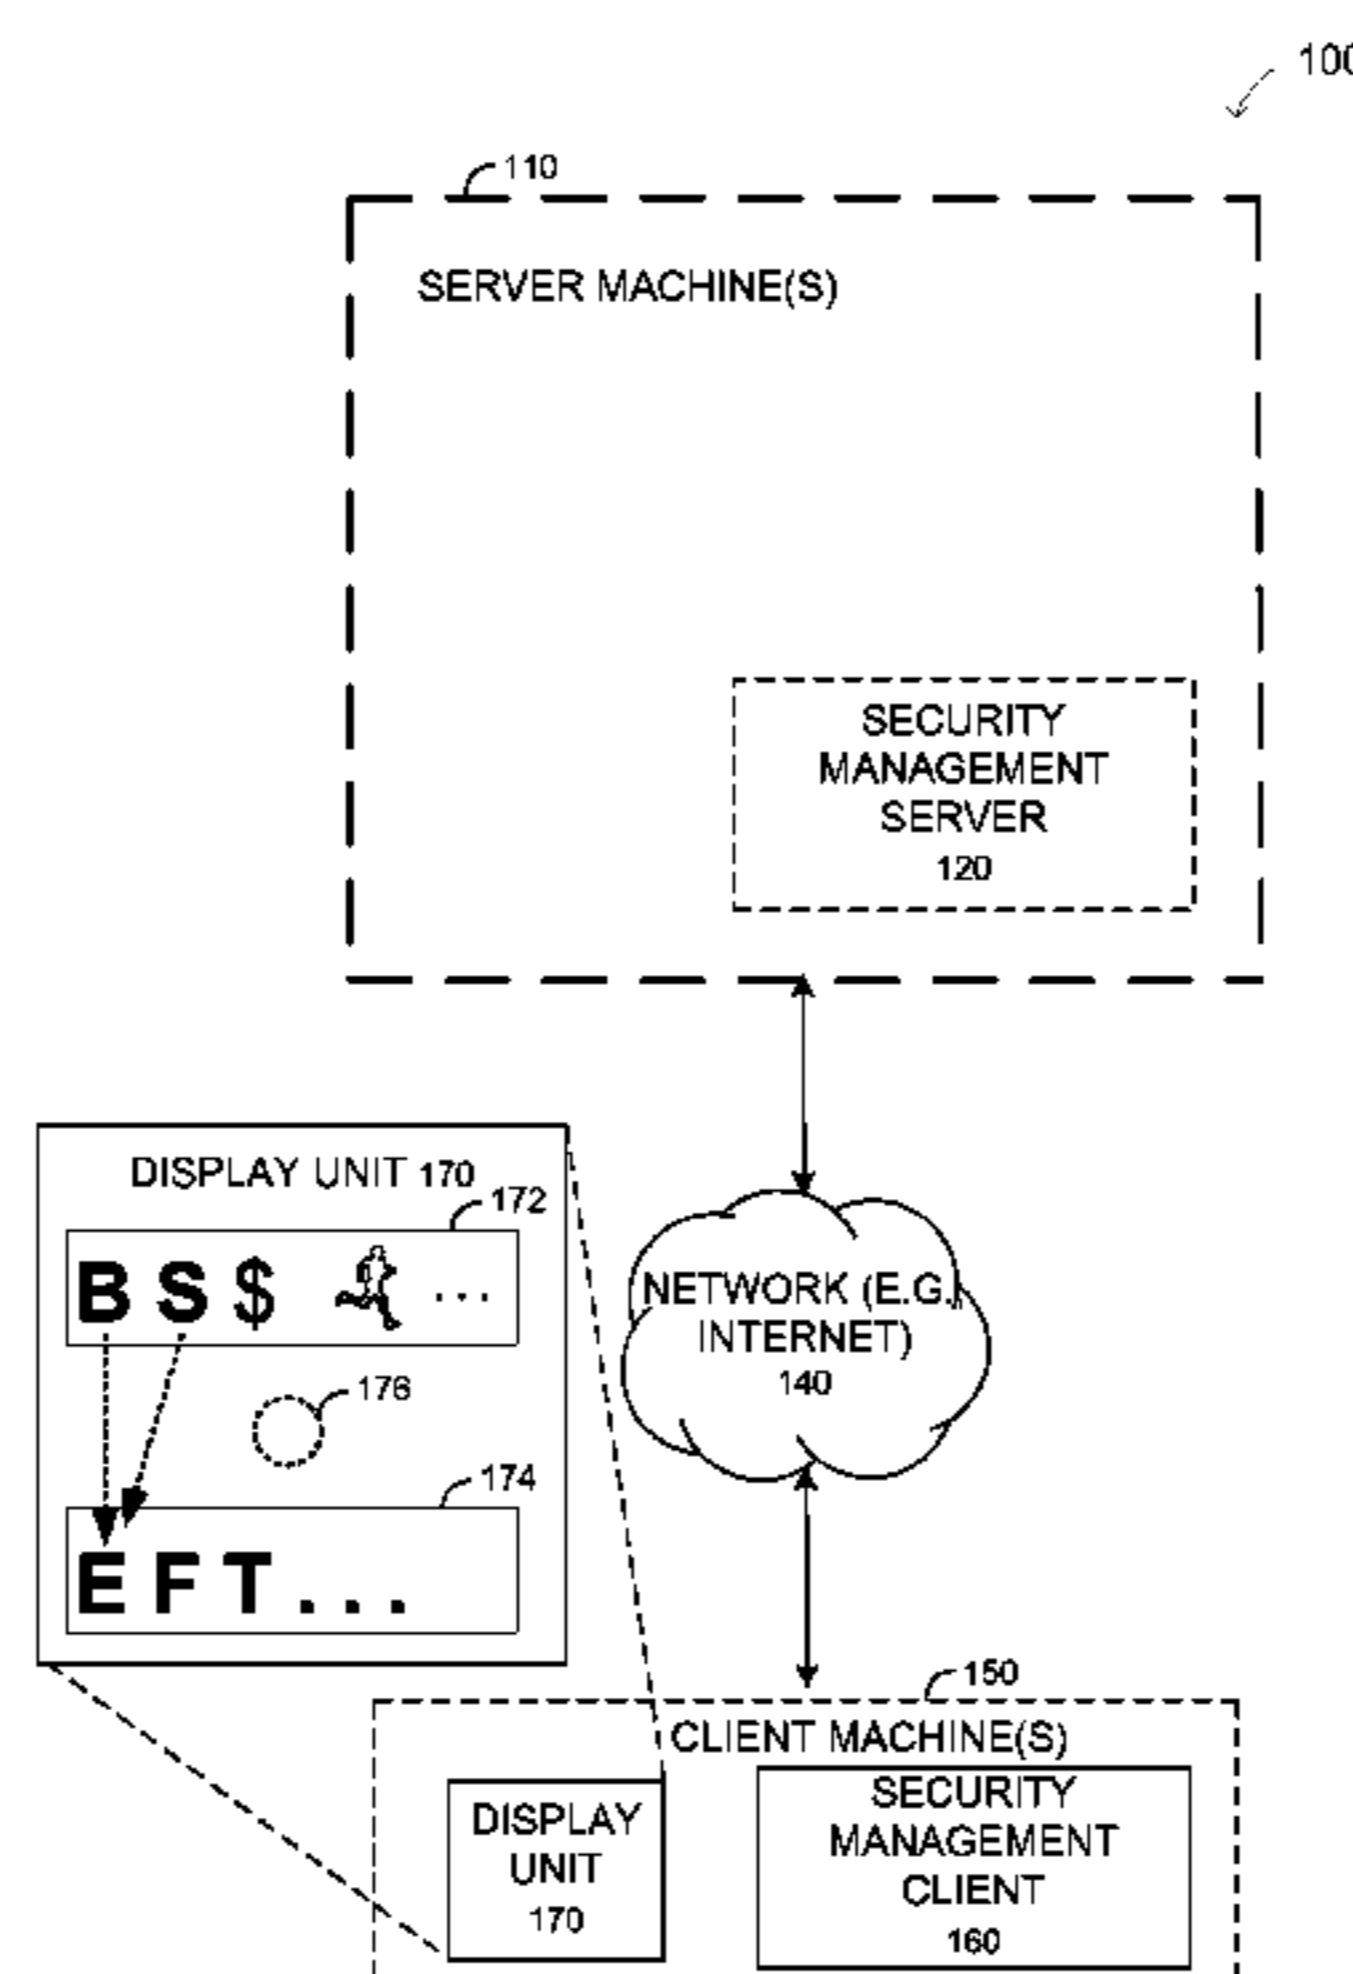 100
110
SERVER MACHINE(S)
SECURITY
MANAGEMENT
SERVER
120
DISPLAY UNIT 170
172
B S $ ...
176
174
E F T . . .
NETWORK (E.G.,
INTERNET)
140
150
CLIENT MACHINE(S)
DISPLAY
UNIT
170
SECURITY
MANAGEMENT
CLIENT
160